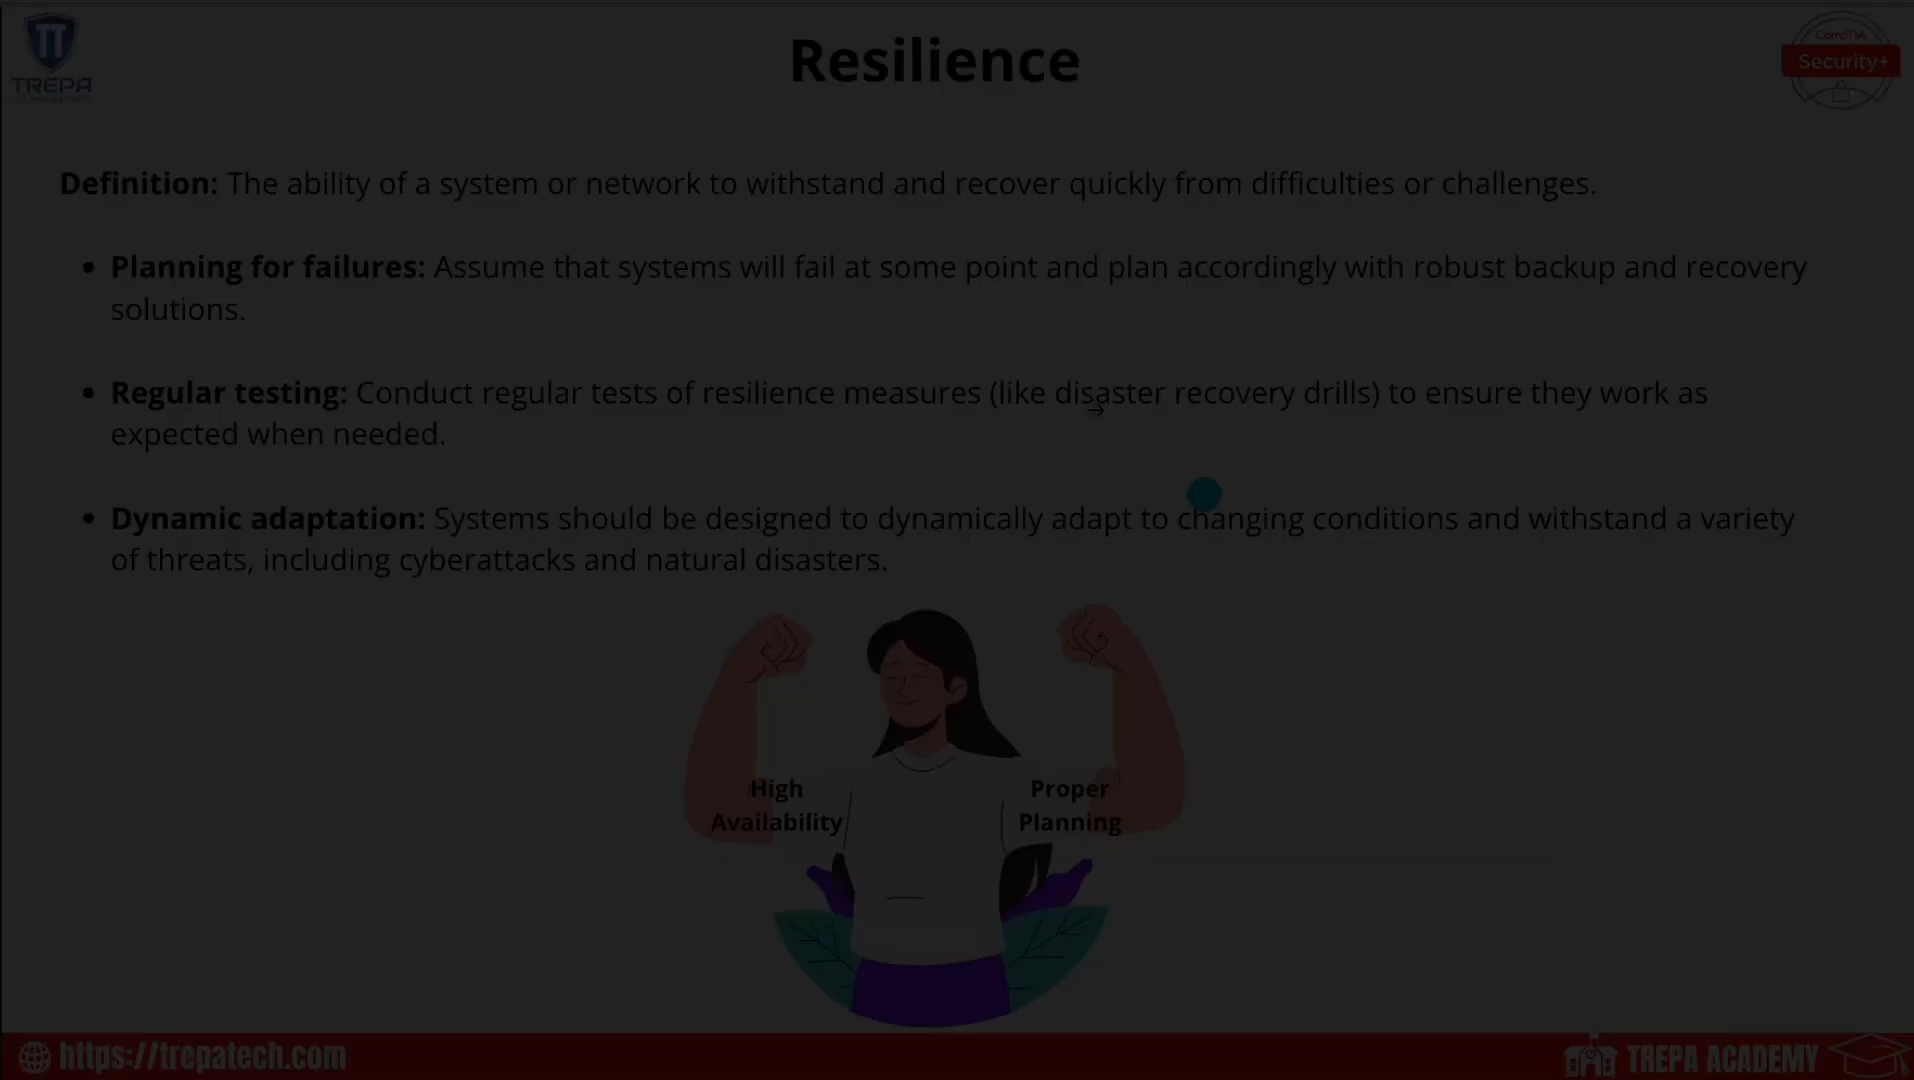 TREPA
Resilience
CompTIA
Security+
Definition: The ability of a system or network to withstand and recover quickly from difficulties or challenges.
• Planning for failures: Assume that systems will fail at some point and plan accordingly with robust backup and recovery
solutions.
• Regular testing: Conduct regular tests of resilience measures (like disaster recovery drills) to ensure they work as
expected when needed.
• Dynamic adaptation: Systems should be designed to dynamically adapt to changing conditions and withstand a variety
of threats, including cyberattacks and natural disasters.
High
Availability
Proper
Planning
https://trepatech.com
TREPA ACADEMY